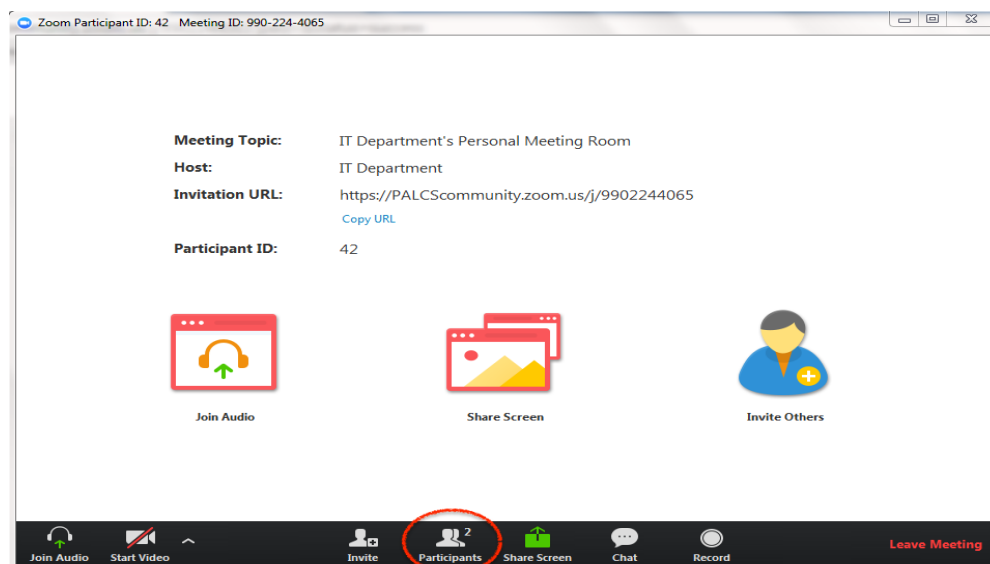 Zoom Participant ID: 42 Meeting ID: 990-224-4065
Meeting Topic: IT Department's Personal Meeting Room
Host: IT Department
Invitation URL: https://PALCScommunity.zoom.us/j/9902244065
Copy URL
Participant ID: 42
Join Audio Share Screen Invite Others
2
Join Audio Start Video Invite Participants Share Screen Chat Record Leave Meeting